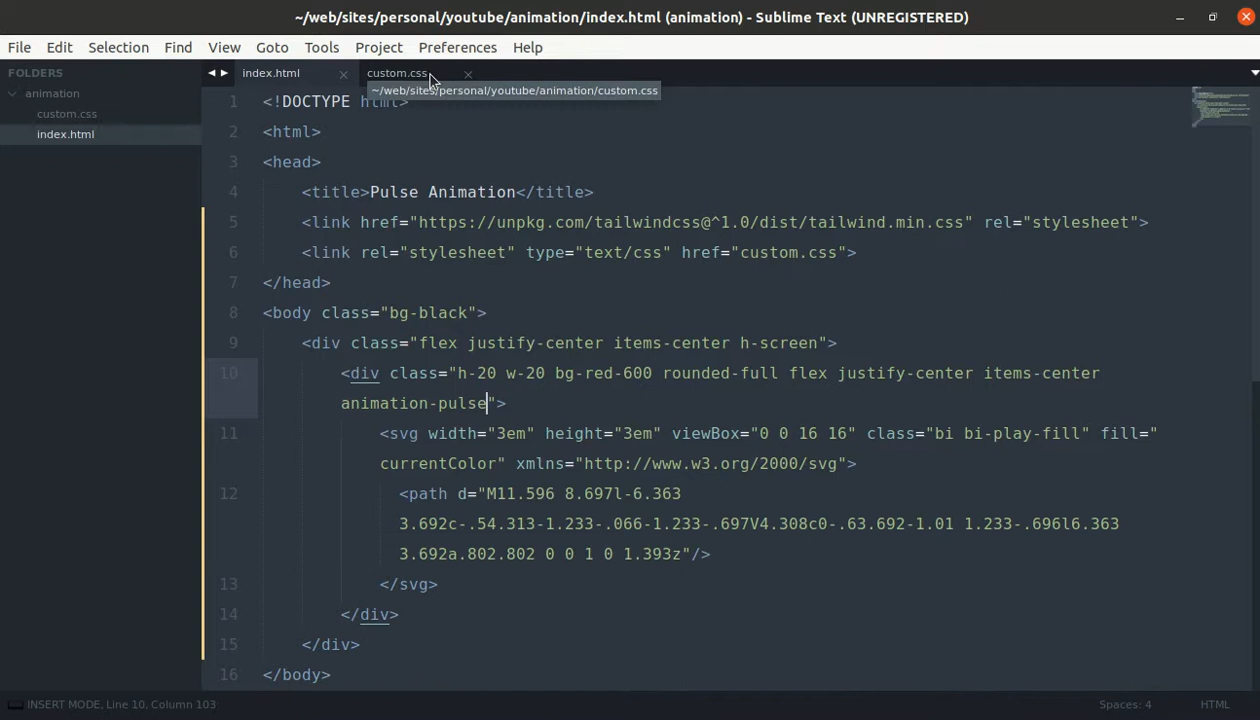 ~/web/sites/personal/youtube/animation/index.html (animation) - Sublime Text (UNREGISTERED)
File Edit Selection Find View Goto Tools Project Preferences Help
FOLDERS
animation
custom.css
index.html
index.html custom.css
~/web/sites/personal/youtube/animation/custom.css
1 <!DOCTYPE html>
2 <html>
3 <head>
4 <title>Pulse Animation</title>
5 <link href="https://unpkg.com/tailwindcss@^1.0/dist/tailwind.min.css" rel="stylesheet">
6 <link rel="stylesheet" type="text/css" href="custom.css">
7 </head>
8 <body class="bg-black">
9 <div class="flex justify-center items-center h-screen">
10 <div class="h-20 w-20 bg-red-600 rounded-full flex justify-center items-center
animation-pulse">
11 <svg width="3em" height="3em" viewBox="0 0 16 16" class="bi bi-play-fill" fill="
currentColor" xmlns="http://www.w3.org/2000/svg">
12 <path d="M11.596 8.697l-6.363
3.692c-.54.313-1.233-.066-1.233-.697V4.308c0-.63.692-1.01 1.233-.696l6.363
3.692a.802.802 0 0 1 0 1.393z"/>
13 </svg>
14 </div>
15 </div>
16 </body>
INSERT MODE, Line 10, Column 103 Spaces: 4 HTML